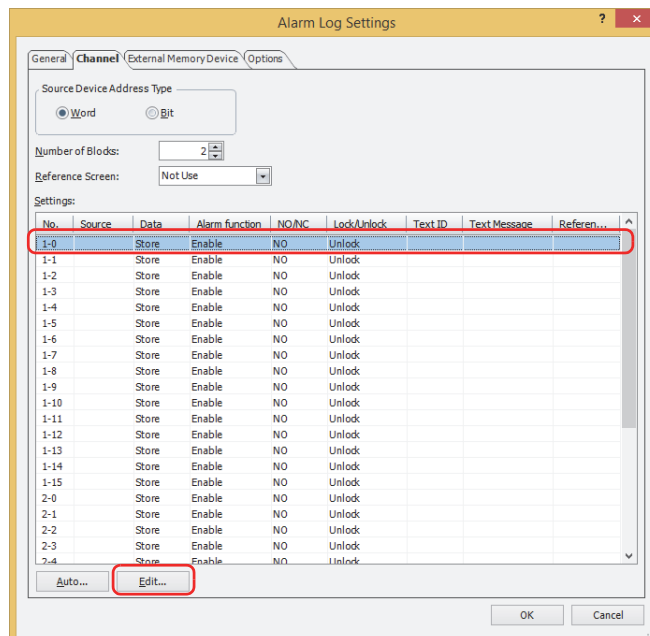 Alarm Log Settings ? ×
General Channel External Memory Device Options
Source Device Address Type
Word Bit
Number of Blocks: 2
Reference Screen: Not Use
Settings:
No. Source Data Alarm function NO/NC Lock/Unlock Text ID Text Message Referen...
1-0 Store Enable NO Unlock
1-1 Store Enable NO Unlock
1-2 Store Enable NO Unlock
1-3 Store Enable NO Unlock
1-4 Store Enable NO Unlock
1-5 Store Enable NO Unlock
1-6 Store Enable NO Unlock
1-7 Store Enable NO Unlock
1-8 Store Enable NO Unlock
1-9 Store Enable NO Unlock
1-10 Store Enable NO Unlock
1-11 Store Enable NO Unlock
1-12 Store Enable NO Unlock
1-13 Store Enable NO Unlock
1-14 Store Enable NO Unlock
1-15 Store Enable NO Unlock
2-0 Store Enable NO Unlock
2-1 Store Enable NO Unlock
2-2 Store Enable NO Unlock
2-3 Store Enable NO Unlock
2-4 Store Enable NO Unlock
Auto... Edit...
OK Cancel